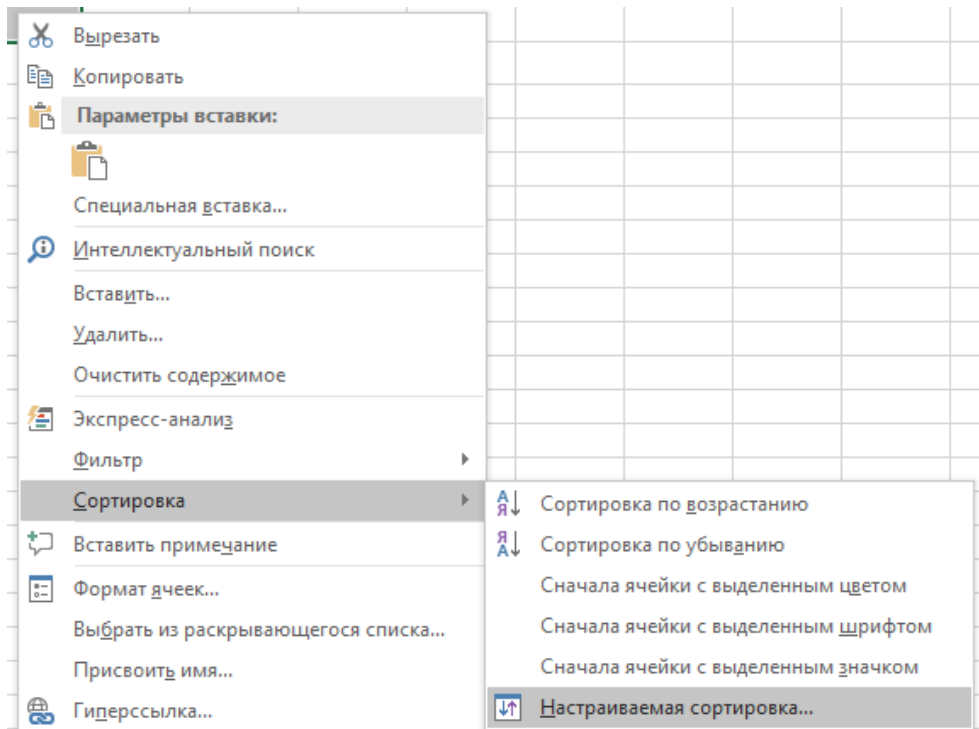 Вырезать
Копировать
Параметры вставки:
Специальная вставка...
Интеллектуальный поиск
Вставить...
Удалить...
Очистить содержимое
Экспресс-анализ
Фильтр
Сортировка
Вставить примечание
Формат ячеек...
Выбрать из раскрывающегося списка...
Присвоить имя...
Гиперссылка...
Сортировка по возрастанию
Сортировка по убыванию
Сначала ячейки с выделенным цветом
Сначала ячейки с выделенным шрифтом
Сначала ячейки с выделенным значком
Настраиваемая сортировка...